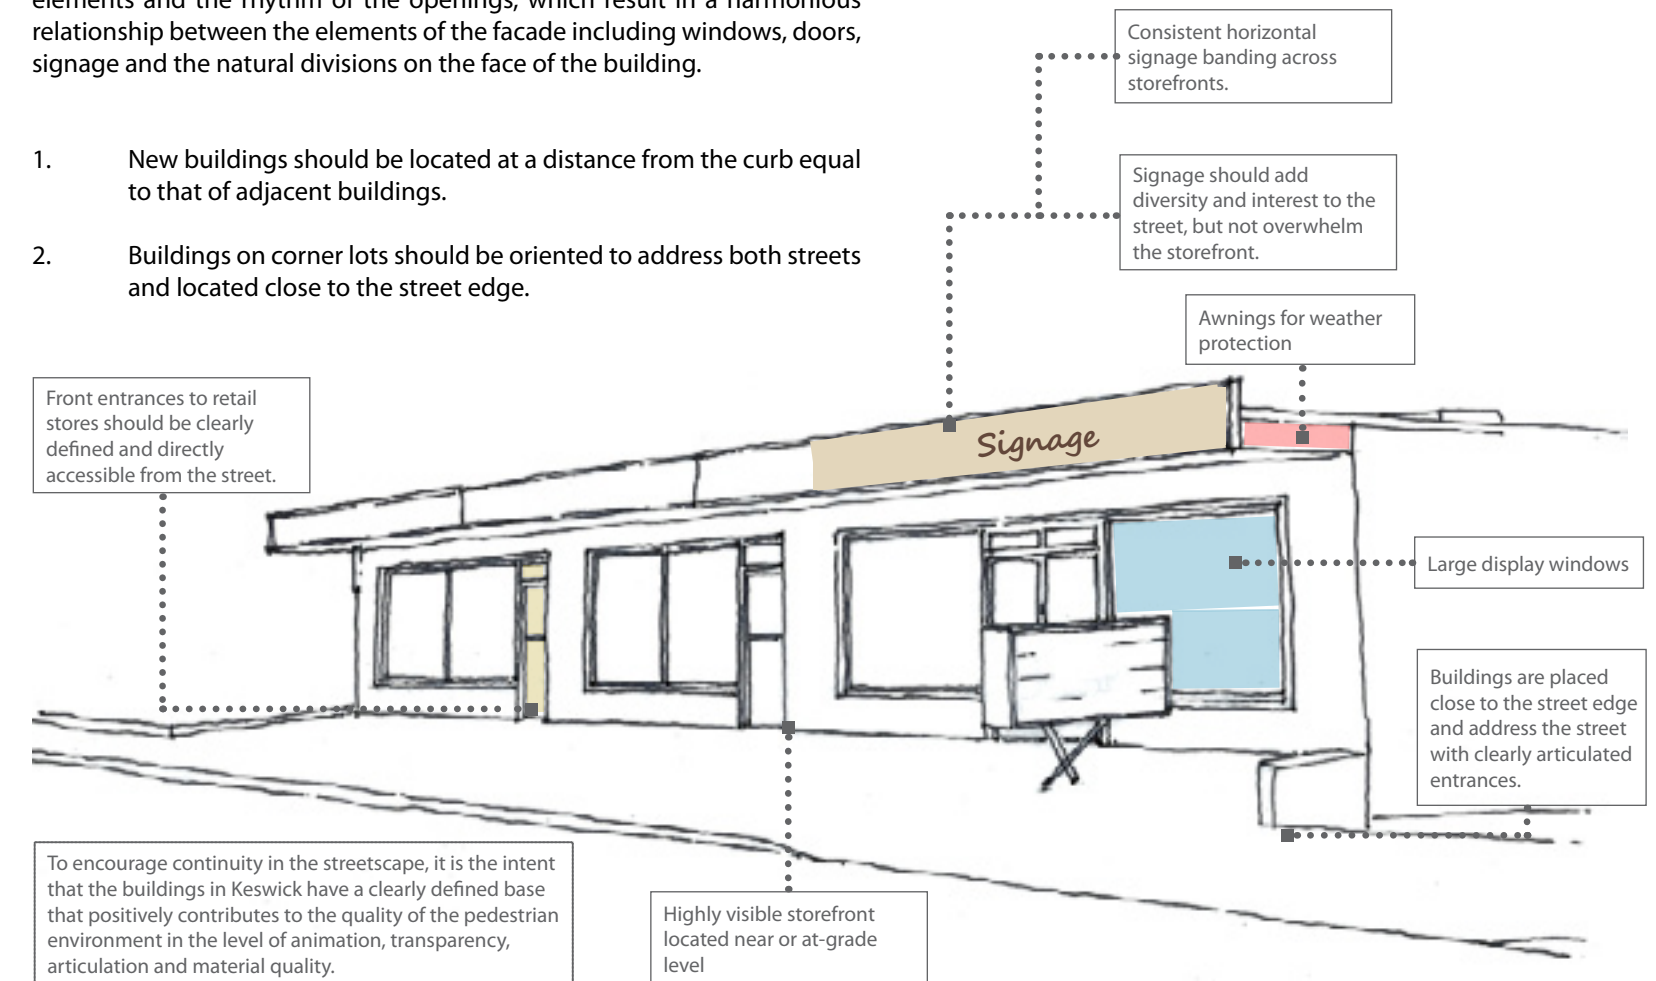 elements and the rhythm of the openings, which result in a harmonious
relationship between the elements of the facade including windows, doors,
signage and the natural divisions on the face of the building.
1. New buildings should be located at a distance from the curb equal
to that of adjacent buildings.
2. Buildings on corner lots should be oriented to address both streets
and located close to the street edge.
Consistent horizontal
signage banding across
storefronts.
Signage should add
diversity and interest to the
street, but not overwhelm
the storefront.
Awnings for weather
protection
Front entrances to retail
stores should be clearly
defined and directly
accessible from the street.
Signage
Large display windows
Buildings are placed
close to the street edge
and address the street
with clearly articulated
entrances.
To encourage continuity in the streetscape, it is the intent
that the buildings in Keswick have a clearly defined base
that positively contributes to the quality of the pedestrian
environment in the level of animation, transparency,
articulation and material quality.
Highly visible storefront
located near or at-grade
level